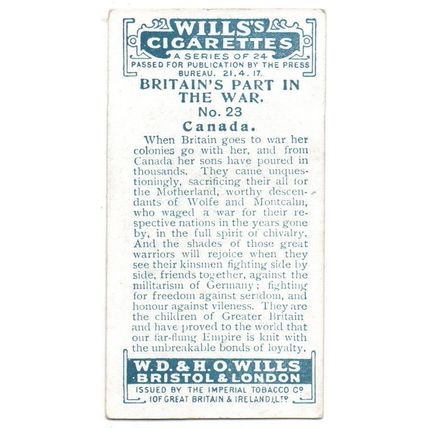 WILLS'S
CIGARETTES
A SERIES OF 24
PASSED FOR PUBLICATION BY THE PRESS
BUREAU. 21.4.17.
BRITAIN'S PART IN
THE WAR.
No. 23
Canada.
When Britain goes to war her
colonies go with her, and from
Canada her sons have poured in
thousands. They came unques-
tioningly, sacrificing their all for
the Motherland, worthy descen-
dants of Wolfe and Montcalm,
who waged a war for their re-
spective nations in the years gone
by, in the full spirit of chivalry.
And the shades of those great
warriors will rejoice when they
see their kinsmen fighting side by
side, friends together, against the
militarism of Germany; fighting
for freedom against serfdom, and
honour against vileness. They are
the children of Greater Britain
and have proved to the world that
our far-flung Empire is knit with
the unbreakable bonds of loyalty.
W.D. & H.O. WILLS
BRISTOL & LONDON
ISSUED BY THE IMPERIAL TOBACCO Co
(OF GREAT BRITAIN & IRELAND), LTD